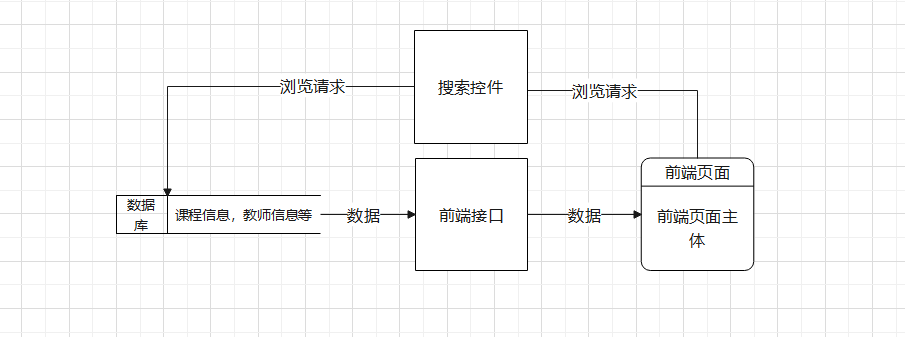 搜索控件
浏览请求
浏览请求
前端页面
前端页面主
体
数据
库
课程信息，教师信息等
数据
前端接口
数据